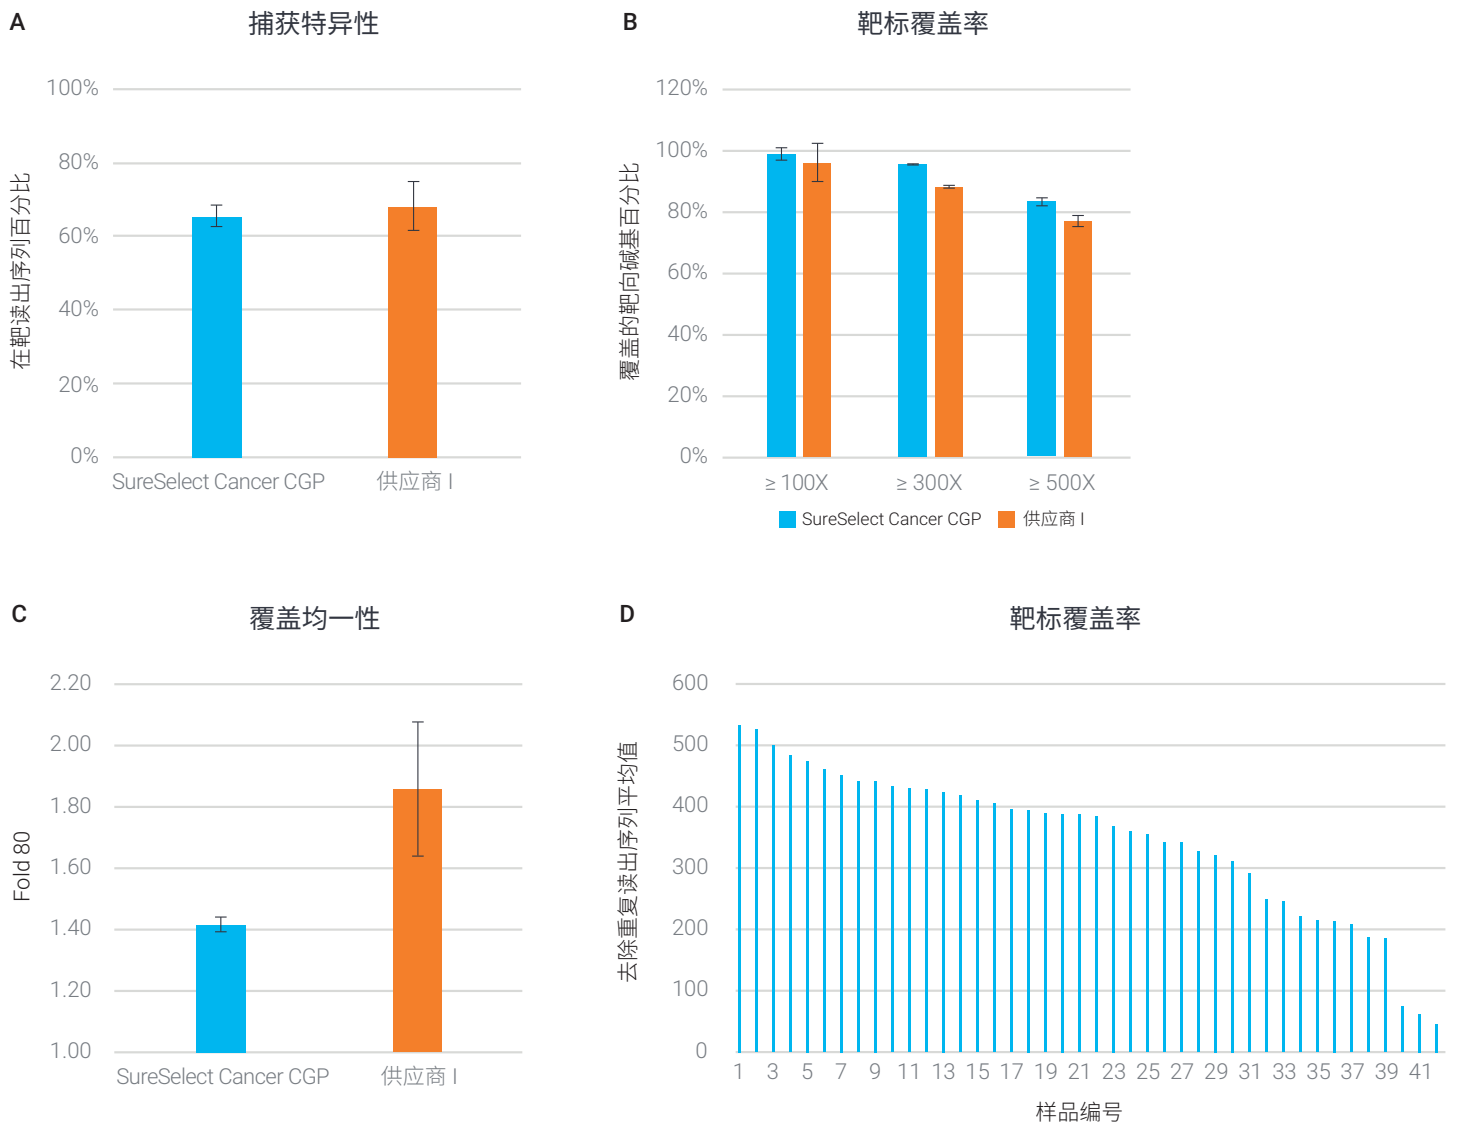 A
捕获特异性
在靶读出序列百分比
100%
80%
60%
40%
20%
0%
SureSelect Cancer CGP
供应商 I
B
靶标覆盖率
覆盖的靶向碱基百分比
120%
100%
80%
60%
40%
20%
0%
≥ 100X
≥ 300X
≥ 500X
SureSelect Cancer CGP
供应商 I
C
覆盖均一性
Fold 80
2.20
2.00
1.80
1.60
1.40
1.20
1.00
SureSelect Cancer CGP
供应商 I
D
靶标覆盖率
去除重复读出序列平均值
600
500
400
300
200
100
0
1 3 5 7 9 11 13 15 17 19 21 23 25 27 29 31 33 35 37 39 41
样品编号